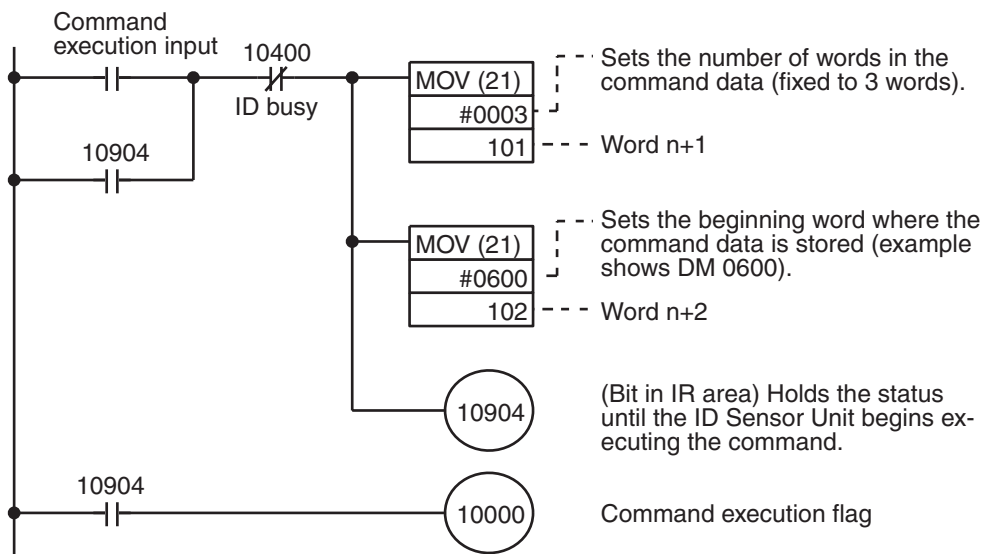 Command
execution input
10400
ID busy
10904
MOV (21)
#0003
101
Sets the number of words in the
command data (fixed to 3 words).
Word n+1
MOV (21)
#0600
102
Sets the beginning word where the
command data is stored (example
shows DM 0600).
Word n+2
10904
(Bit in IR area) Holds the status
until the ID Sensor Unit begins ex-
ecuting the command.
10904
10000
Command execution flag